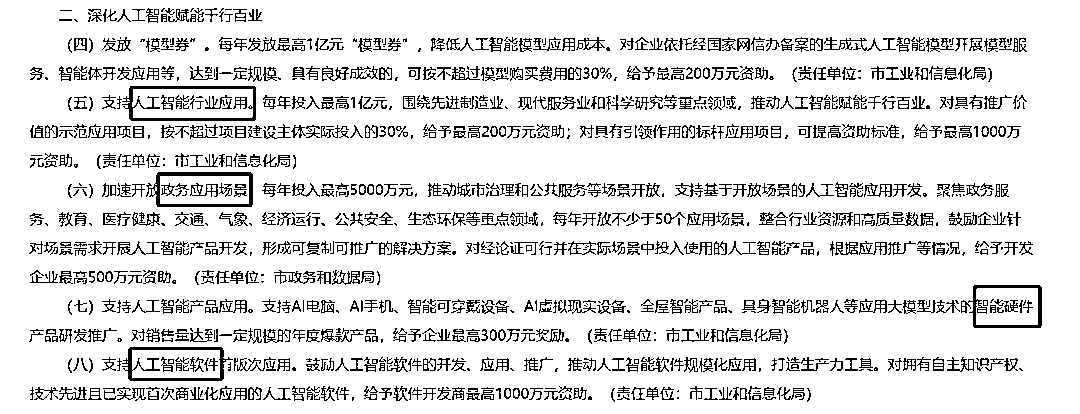 二、深化人工智能赋能千行百业
（四）发放“模型券”。每年发放最高1亿元“模型券”，降低人工智能模型应用成本。对企业依托经国家网信办备案的生成式人工智能模型开展模型服
务、智能体开发应用等，达到一定规模、具有良好成效的，可按不超过模型购买费用的30%，给予最高200万元资助。（责任单位：市工业和信息化局）
（五）支持人工智能行业应用。每年投入最高1亿元，围绕先进制造业、现代服务业和科学研究等重点领域，推动人工智能赋能千行百业。对具有推广价
值的示范应用项目，按不超过项目建设主体实际投入的30%，给予最高200万元资助；对具有引领作用的标杆应用项目，可提高资助标准，给予最高1000万
元资助。（责任单位：市工业和信息化局）
（六）加速开放政务应用场景 每年投入最高5000万元，推动城市治理和公共服务等场景开放，支持基于开放场景的人工智能应用开发。聚焦政务服
务、教育、医疗健康、交通、气象、经济运行、公共安全、生态环保等重点领域，每年开放不少于50个应用场景，整合行业资源和高质量数据，鼓励企业针
对场景需求开展人工智能产品开发，形成可复制可推广的解决方案。对经论证可行并在实际场景中投入使用的人工智能产品，根据应用推广等情况，给予开发
企业最高500万元资助。（责任单位：市政务和数据局）
（七）支持人工智能产品应用。支持AI电脑、AI手机、智能可穿戴设备、AI虚拟现实设备、全屋智能产品、具身智能机器人等应用大模型技术的智能硬件
产品研发推广。对销售量达到一定规模的年度爆款产品，给予企业最高300万元奖励。（责任单位：市工业和信息化局）
（八）支持人工智能软件首版次应用。鼓励人工智能软件的开发、应用、推广，推动人工智能软件规模化应用，打造生产力工具。对拥有自主知识产权、
技术先进且已实现首次商业化应用的人工智能软件，给予软件开发商最高1000万元资助。（责任单位：市工业和信息化局）